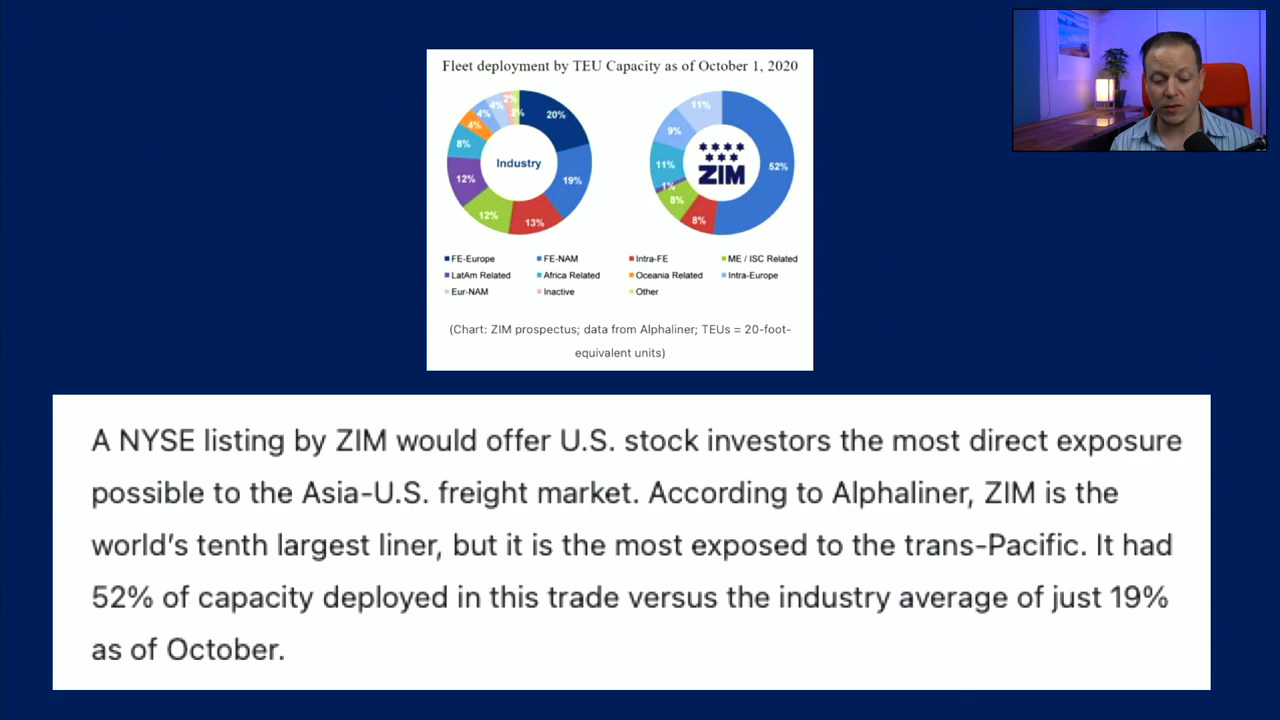 Fleet deployment by TEU Capacity as of October 1, 2020
20%
19%
13%
12%
12%
8%
4%
4%
4%
2%
2%
Industry
52%
8%
8%
1%
11%
9%
11%
ZIM
FE-Europe FE-NAM Intra-FE ME / ISC Related
LatAm Related Africa Related Oceania Related Intra-Europe
Eur-NAM Inactive Other
(Chart: ZIM prospectus; data from Alphaliner; TEUs = 20-foot-
equivalent units)
A NYSE listing by ZIM would offer U.S. stock investors the most direct exposure
possible to the Asia-U.S. freight market. According to Alphaliner, ZIM is the
world's tenth largest liner, but it is the most exposed to the trans-Pacific. It had
52% of capacity deployed in this trade versus the industry average of just 19%
as of October.